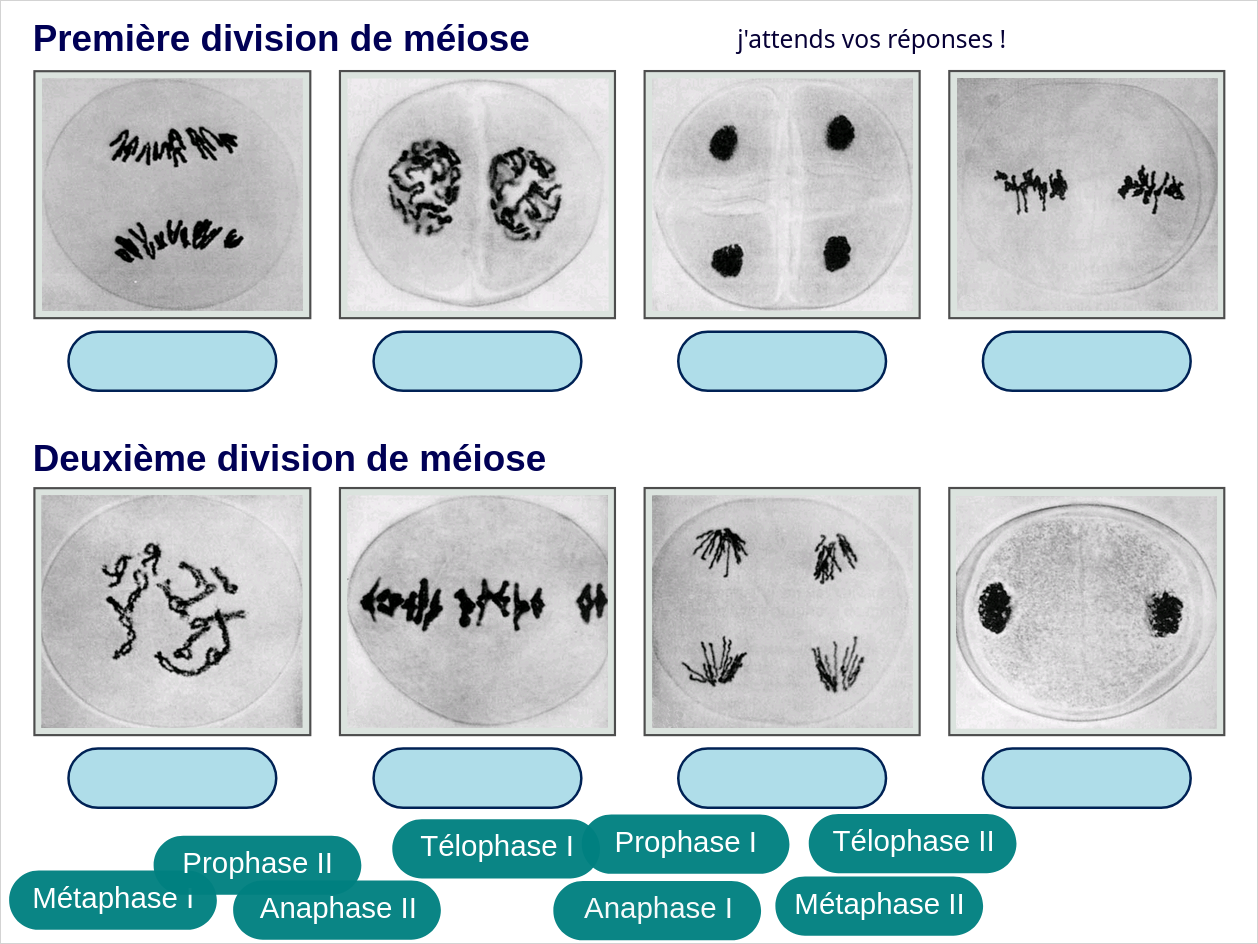 Première division de méiose
j'attends vos réponses !
Deuxième division de méiose
Télophase I
Prophase I
Télophase II
Prophase II
Métaphase I
Anaphase II
Anaphase I
Métaphase II